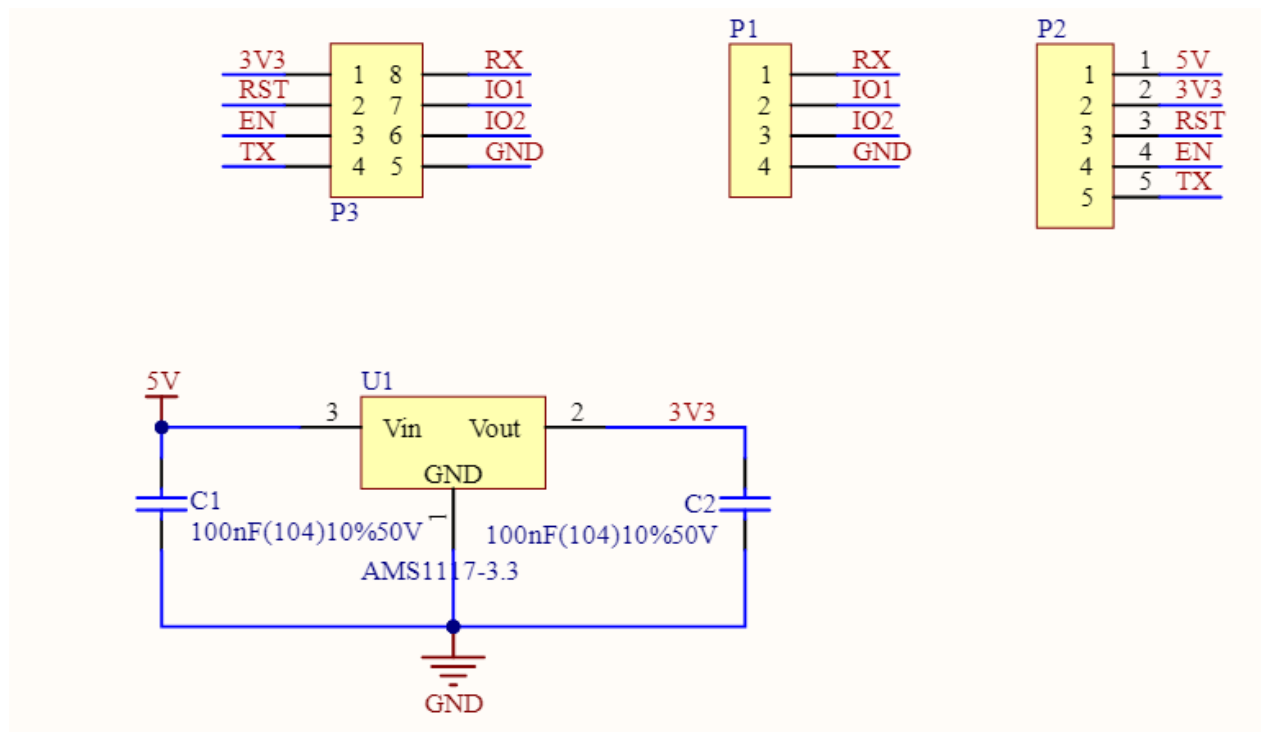 P1
P2
3V3 1 8 RX
RST 2 7 IO1
EN 3 6 IO2
TX 4 5 GND
P3
1 RX
2 IO1
3 IO2
4 GND
1 1 5V
2 2 3V3
3 3 RST
4 4 EN
5 5 TX
5V
U1
3 Vin Vout 2 3V3
GND
1
C1
100nF(104)10%50V
C2
100nF(104)10%50V
AMS1117-3.3
GND